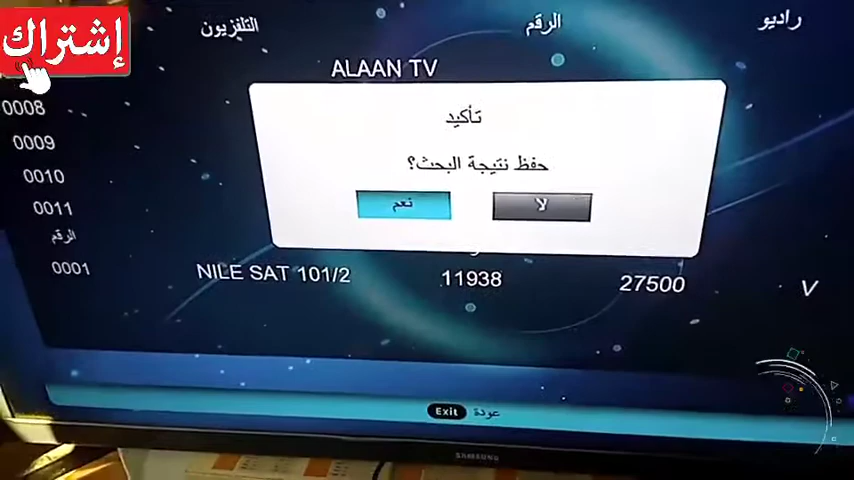 إشتراك
راديو الرقم التلفزيون
ALAAN TV
0008
0009
0010
0011
تأكيد
حفظ نتيجة البحث؟
نعم لا
الرقم
0001 NILE SAT 101/2 11938 27500 V
Exit عودة
SAMSUNG